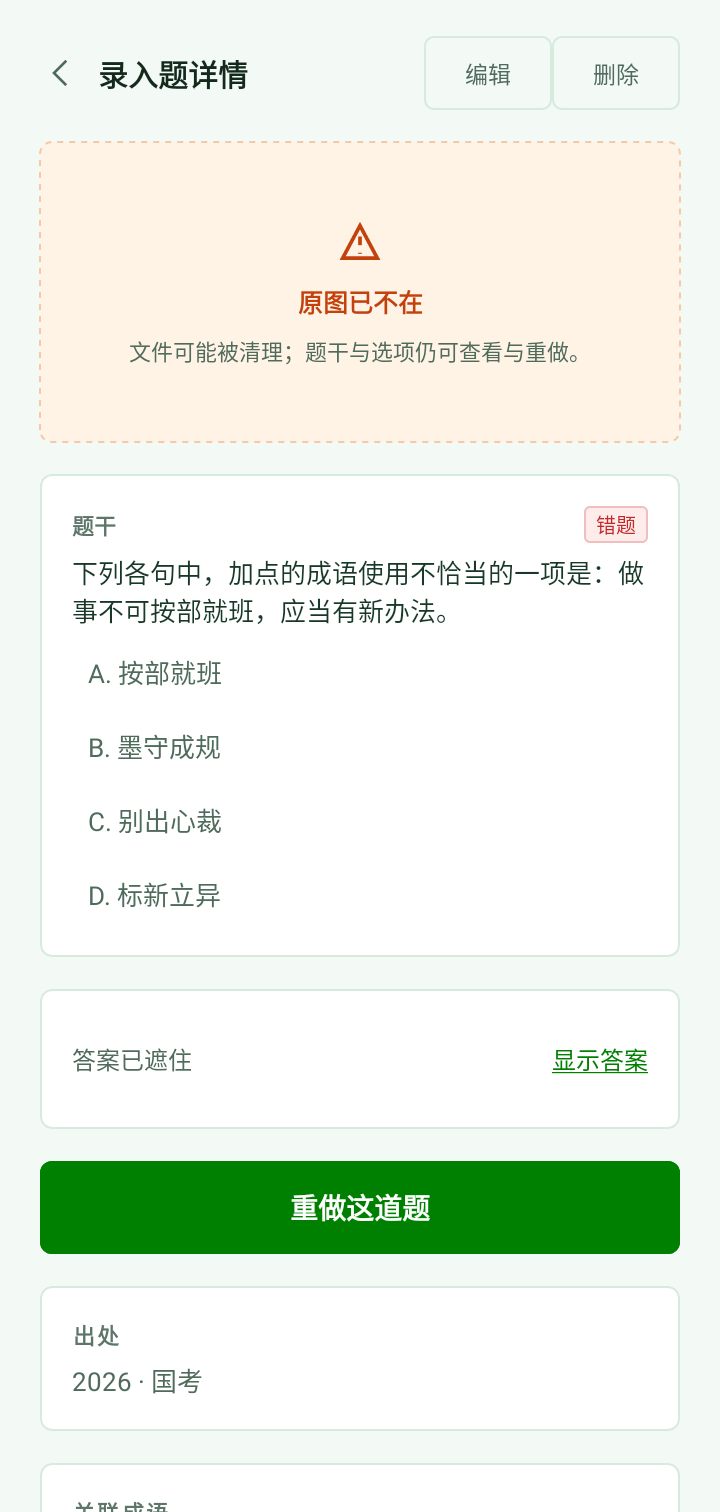 录入题详情
编辑
删除
原图已不在
文件可能被清理；题干与选项仍可查看与重做。
题干
错题
下列各句中，加点的成语使用不恰当的一项是：做
事不可按部就班，应当有新办法。
A. 按部就班
B. 墨守成规
C. 别出心裁
D. 标新立异
答案已遮住
显示答案
重做这道题
出处
2026 · 国考
关联成语